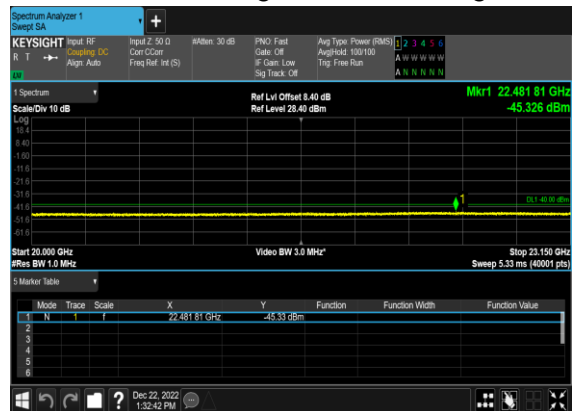 Spectrum Analyzer 1
Swept SA
+
KEYSIGHT Input: RF Input Z: 50 Ω #Atten: 30 dB PNO: Fast Avg Type: Power (RMS) 1 2 3 4 5 6
R T Coupling: DC Corr CCorr Gate: Off Avg|Hold: 100/100 A W W W W W
Align: Auto Freq Ref: Int (S) IF Gain: Low Trig: Free Run
Sig Track: Off A N N N N N
LXI
1 Spectrum Ref Lvl Offset 8.40 dB Mkr1 22.481 81 GHz
Scale/Div 10 dB Ref Level 28.40 dBm -45.326 dBm
Log
18.4
8.40
-1.60
-11.6
-21.6
-31.6
1
DL1 -40.00 dBm
-41.6
-51.6
-61.6
Start 20.000 GHz Video BW 3.0 MHz* Stop 23.150 GHz
#Res BW 1.0 MHz Sweep 5.33 ms (40001 pts)
5 Marker Table
Mode Trace Scale X Y Function Function Width Function Value
1 N 1 f 22.481 81 GHz -45.33 dBm
2
3
4
5
6
? Dec 22, 2022
1:32:42 PM